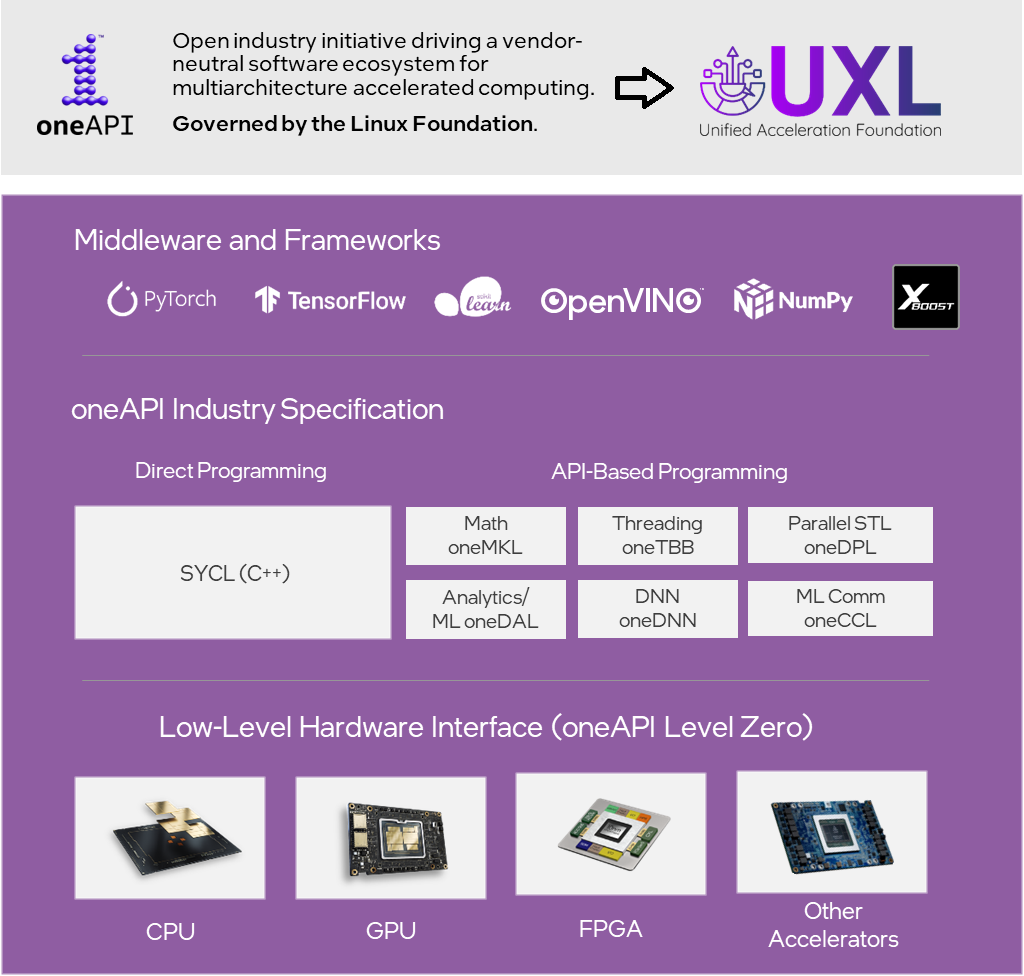 Open industry initiative driving a vendor-
neutral software ecosystem for
multiarchitecture accelerated computing.
Governed by the Linux Foundation.
oneAPI
™
UXL
Unified Acceleration Foundation
Middleware and Frameworks
PyTorch
TensorFlow
scikit
learn
OpenVINO™
NumPy
XBOOST
oneAPI Industry Specification
Direct Programming
API-Based Programming
SYCL (C++)
Math
oneMKL
Threading
oneTBB
Parallel STL
oneDPL
Analytics/
ML oneDAL
DNN
oneDNN
ML Comm
oneCCL
Low-Level Hardware Interface (oneAPI Level Zero)
CPU
GPU
FPGA
Other
Accelerators